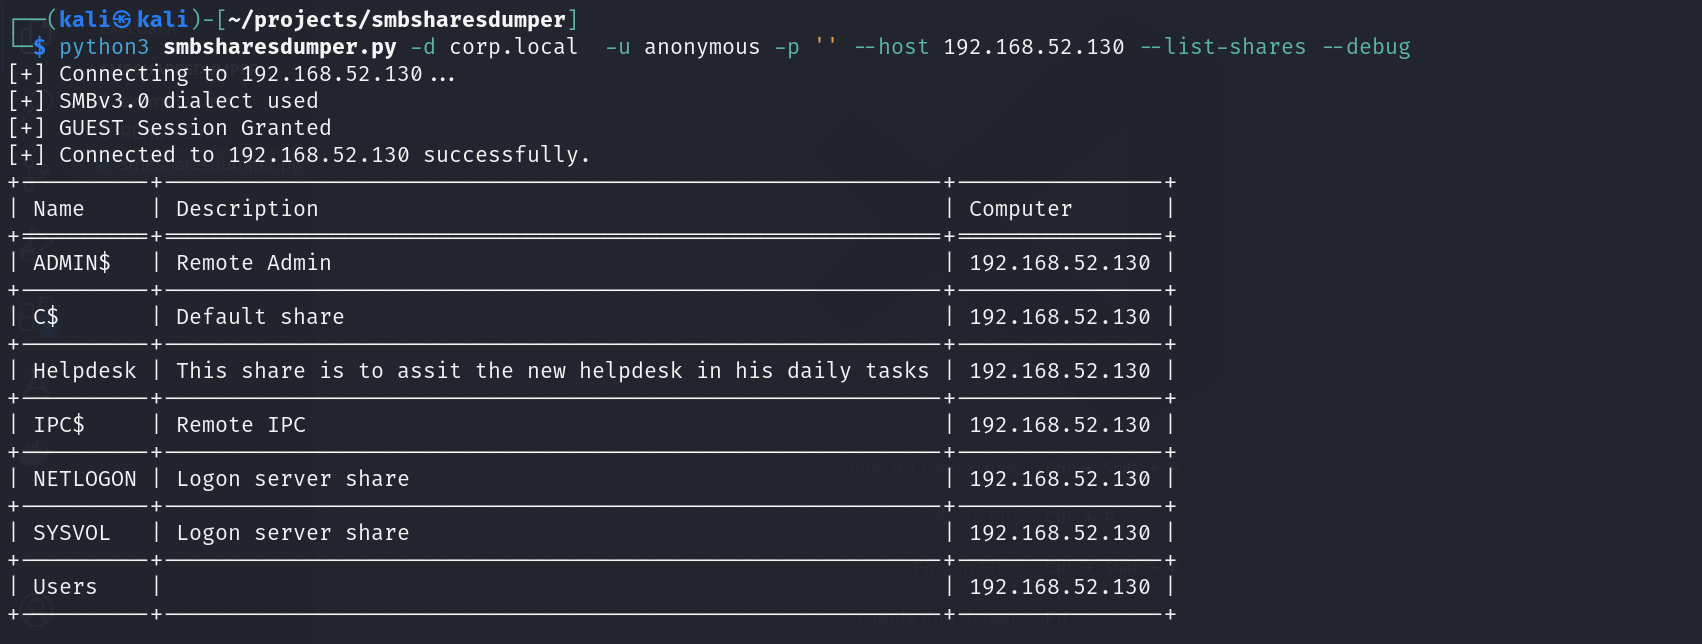 ┌──(kali㉿kali)-[~/projects/smbsharesdumper]
└─$ python3 smbsharesdumper.py -d corp.local  -u anonymous -p '' --host 192.168.52.130 --list-shares --debug
[+] Connecting to 192.168.52.130...
[+] SMBv3.0 dialect used
[+] GUEST Session Granted
[+] Connected to 192.168.52.130 successfully.
| Name | Description | Computer |
| ADMIN$ | Remote Admin | 192.168.52.130 |
| C$ | Default share | 192.168.52.130 |
| Helpdesk | This share is to assit the new helpdesk in his daily tasks | 192.168.52.130 |
| IPC$ | Remote IPC | 192.168.52.130 |
| NETLOGON | Logon server share | 192.168.52.130 |
| SYSVOL | Logon server share | 192.168.52.130 |
| Users | | 192.168.52.130 |